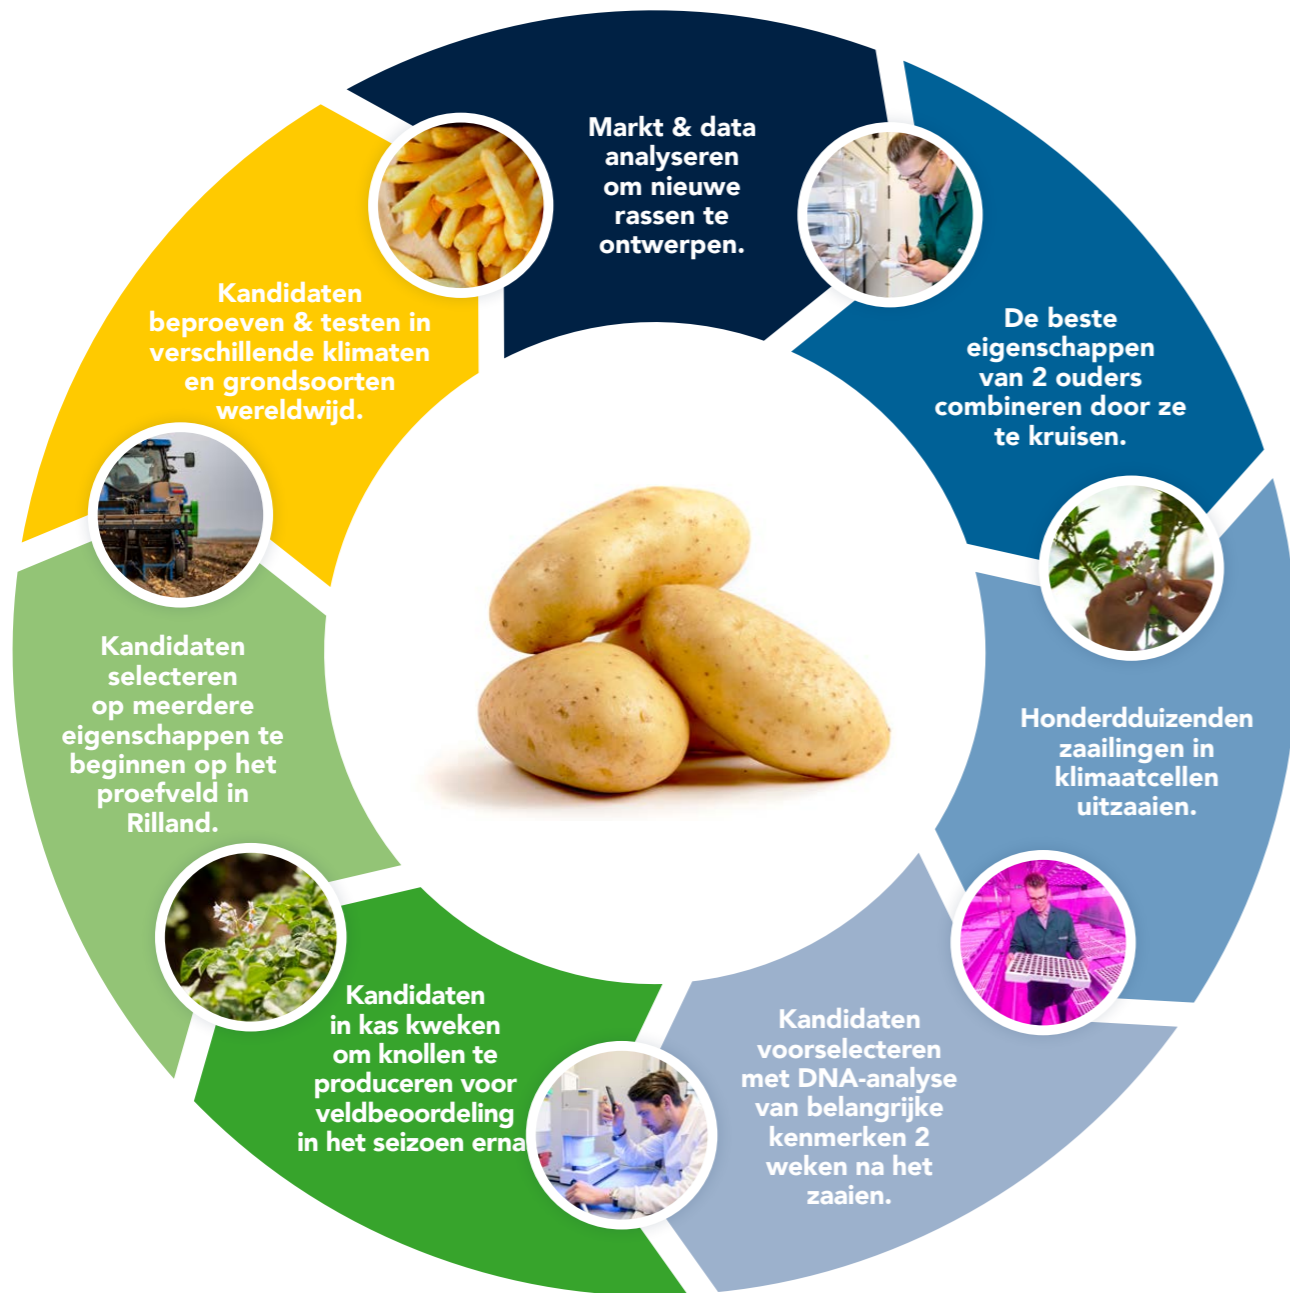 Markt & data
analyseren
om nieuwe
rassen te
ontwerpen.
De beste
eigenschappen
van 2 ouders
combineren door ze
te kruisen.
Honderdduizenden
zaailingen in
klimaatcellen
uitzaaien.
Kandidaten
voorselecteren
met DNA-analyse
van belangrijke
kenmerken 2
weken na het
zaaien.
Kandidaten
in kas kweken
om knollen te
produceren voor
veldbeoordeling
in het seizoen erna
Kandidaten
selecteren
op meerdere
eigenschappen te
beginnen op het
proefveld in
Rilland.
Kandidaten
beproeven & testen in
verschillende klimaten
en grondsoorten
wereldwijd.